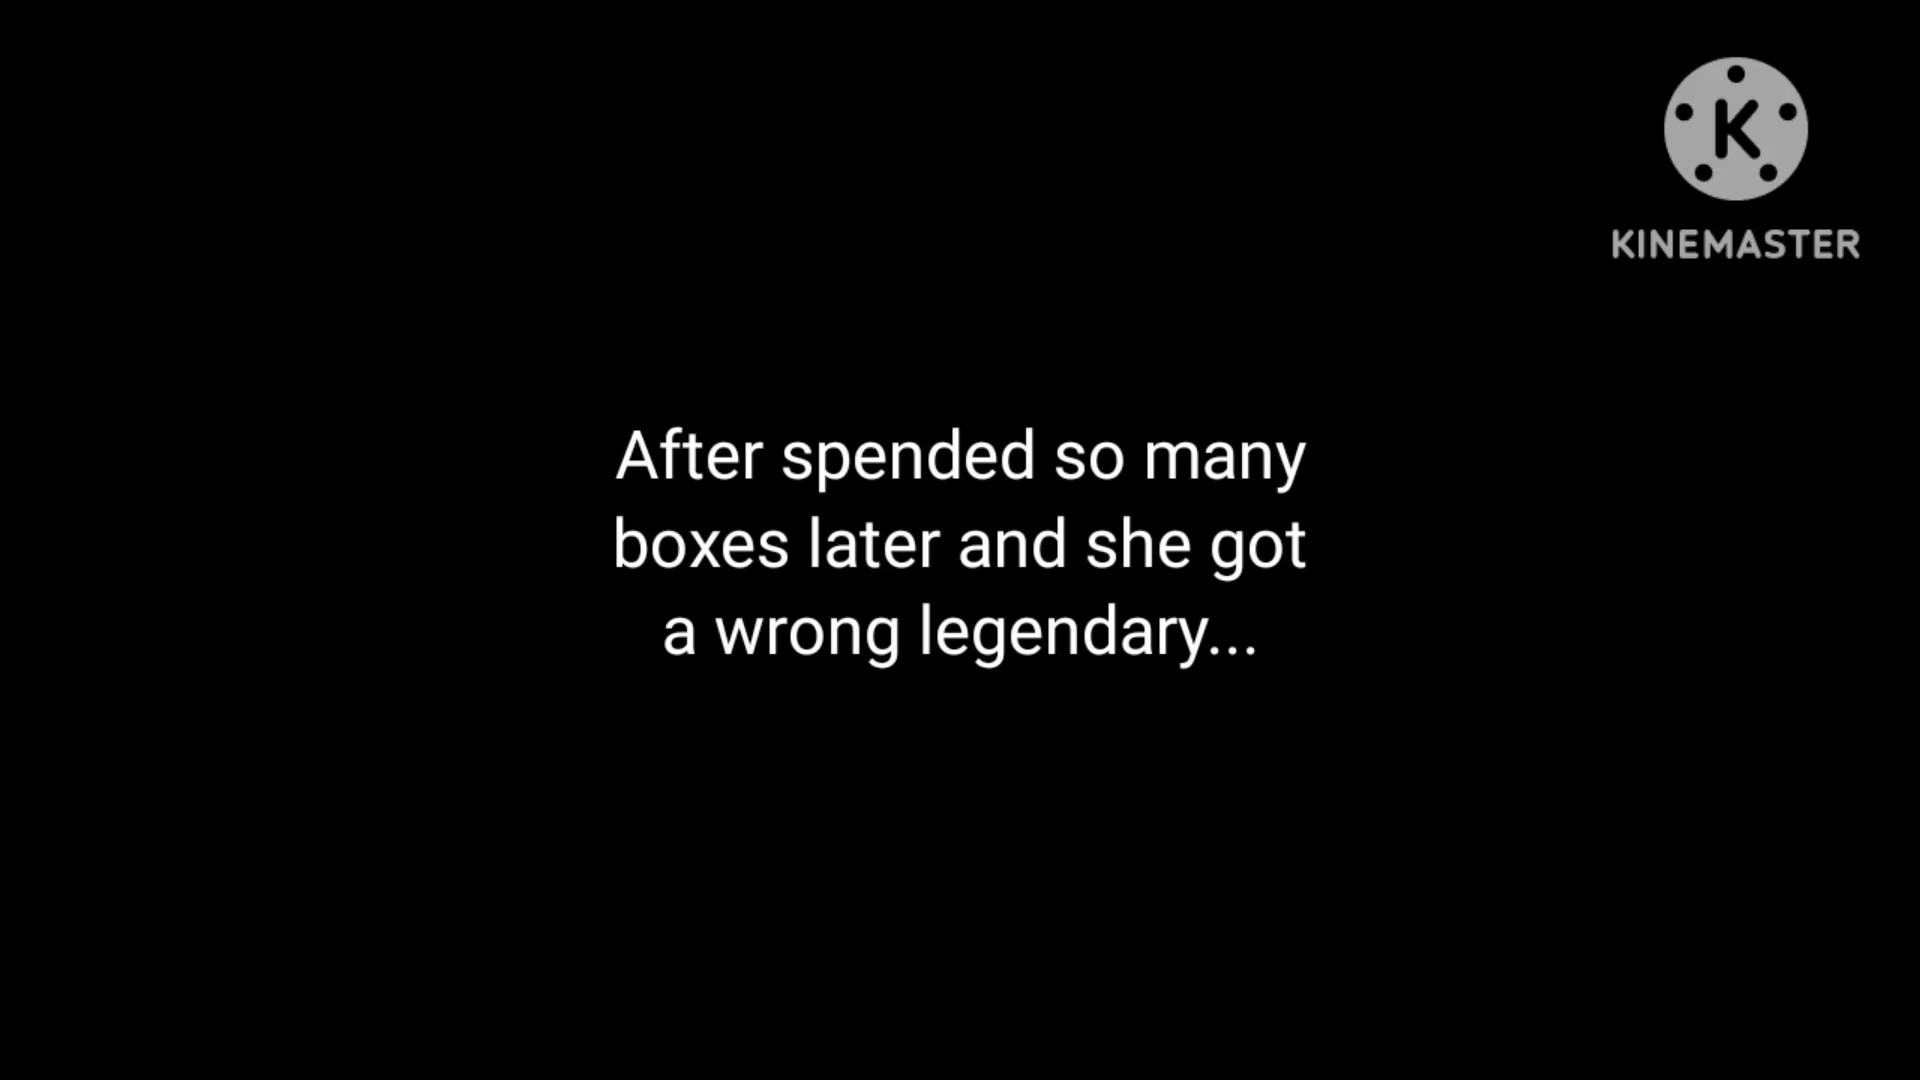 K
KINEMASTER
After spended so many
boxes later and she got
a wrong legendary...